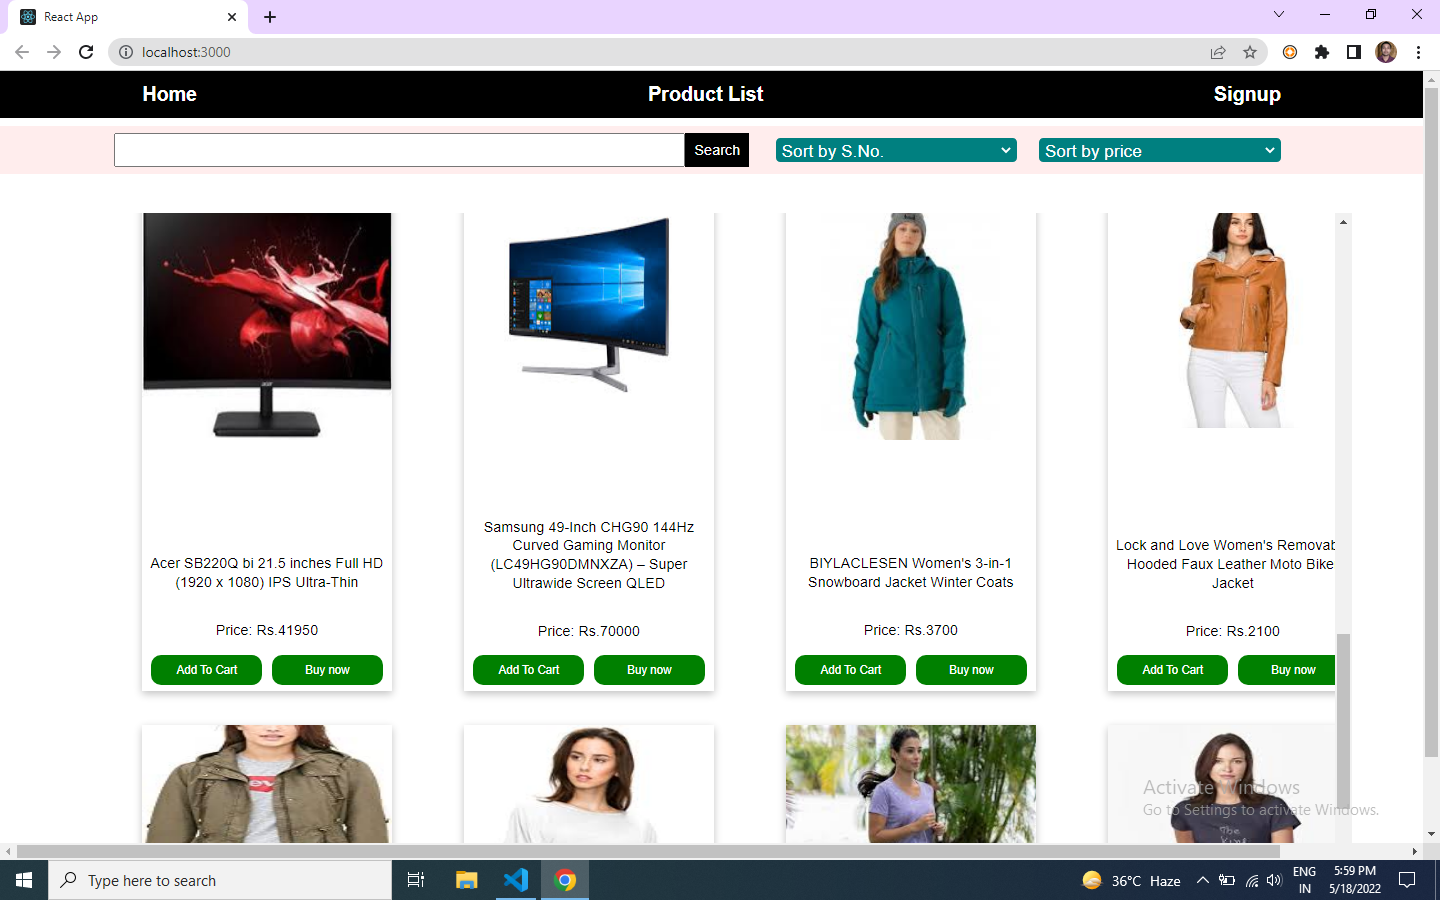 React App
localhost:3000
Home
Product List
Signup
Search
Sort by S.No.
Sort by price
acer
Acer SB220Q bi 21.5 inches Full HD
(1920 x 1080) IPS Ultra-Thin
Price: Rs.41950
Add To Cart
Buy now
Samsung 49-Inch CHG90 144Hz
Curved Gaming Monitor
(LC49HG90DMNXZA) – Super
Ultrawide Screen QLED
Price: Rs.70000
Add To Cart
Buy now
BIYLACLESEN Women's 3-in-1
Snowboard Jacket Winter Coats
Price: Rs.3700
Add To Cart
Buy now
Lock and Love Women's Removab
Hooded Faux Leather Moto Bike
Jacket
Price: Rs.2100
Add To Cart
Buy now
The
Activate Windows
Go to Settings to activate Windows.
Type here to search
36°C Haze
ENG
IN
5:59 PM
5/18/2022